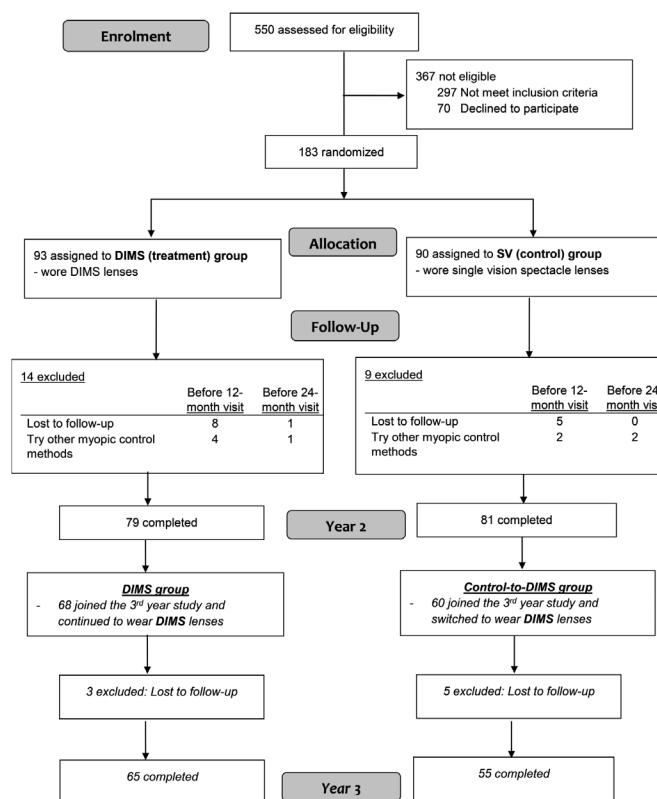 Enrolment
550 assessed for eligibility
367 not eligible
297 Not meet inclusion criteria
70 Declined to participate
183 randomized
Allocation
93 assigned to DIMS (treatment) group
- wore DIMS lenses
90 assigned to SV (control) group
- wore single vision spectacle lenses
Follow-Up
14 excluded
Before 12- Before 24-
month visit month visit
Lost to follow-up 8 1
Try other myopic control 4 1
methods
9 excluded
Before 12- Before 24
month visit month vis
Lost to follow-up 5 0
Try other myopic control 2 2
methods
79 completed
Year 2
81 completed
DIMS group
- 68 joined the 3rd year study and
continued to wear DIMS lenses
Control-to-DIMS group
- 60 joined the 3rd year study and
switched to wear DIMS lenses
3 excluded: Lost to follow-up
5 excluded: Lost to follow-up
65 completed
Year 3
55 completed